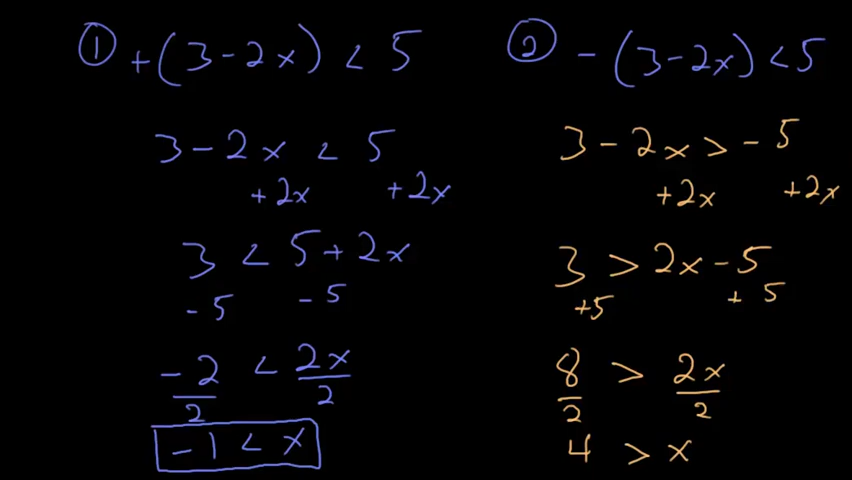 ① +(3-2x) < 5
3-2x < 5
+2x +2x
3 < 5+2x
-5 -5
-2/2 < 2x/2
-1 < x
② -(3-2x) < 5
3-2x > -5
+2x +2x
3 > 2x-5
+5 +5
8/2 > 2x/2
4 > x